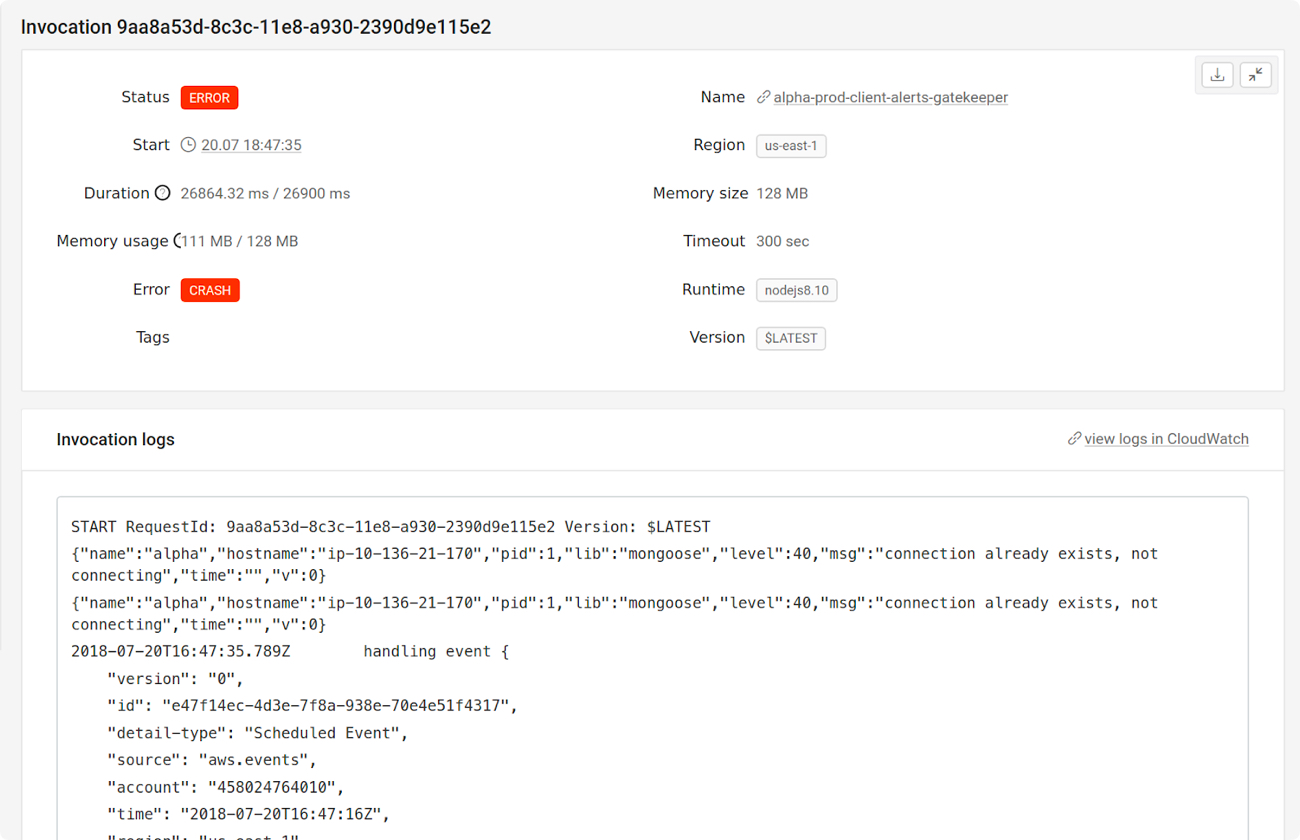 Invocation 9aa8a53d-8c3c-11e8-a930-2390d9e115e2
Status ERROR
Name alpha-prod-client-alerts-gatekeeper
Start 20.07 18:47:35
Region us-east-1
Duration ? 26864.32 ms / 26900 ms
Memory size 128 MB
Memory usage 111 MB / 128 MB
Timeout 300 sec
Error CRASH
Runtime nodejs8.10
Tags
Version $LATEST
Invocation logs
view logs in CloudWatch
START RequestId: 9aa8a53d-8c3c-11e8-a930-2390d9e115e2 Version: $LATEST
{"name":"alpha","hostname":"ip-10-136-21-170","pid":1,"lib":"mongoose","level":40,"msg":"connection already exists, not
connecting","time":"","v":0}
{"name":"alpha","hostname":"ip-10-136-21-170","pid":1,"lib":"mongoose","level":40,"msg":"connection already exists, not
connecting","time":"","v":0}
2018-07-20T16:47:35.789Z handling event {
"version": "0",
"id": "e47f14ec-4d3e-7f8a-938e-70e4e51f4317",
"detail-type": "Scheduled Event",
"source": "aws.events",
"account": "458024764010",
"time": "2018-07-20T16:47:16Z",
"region": "us-east-1"